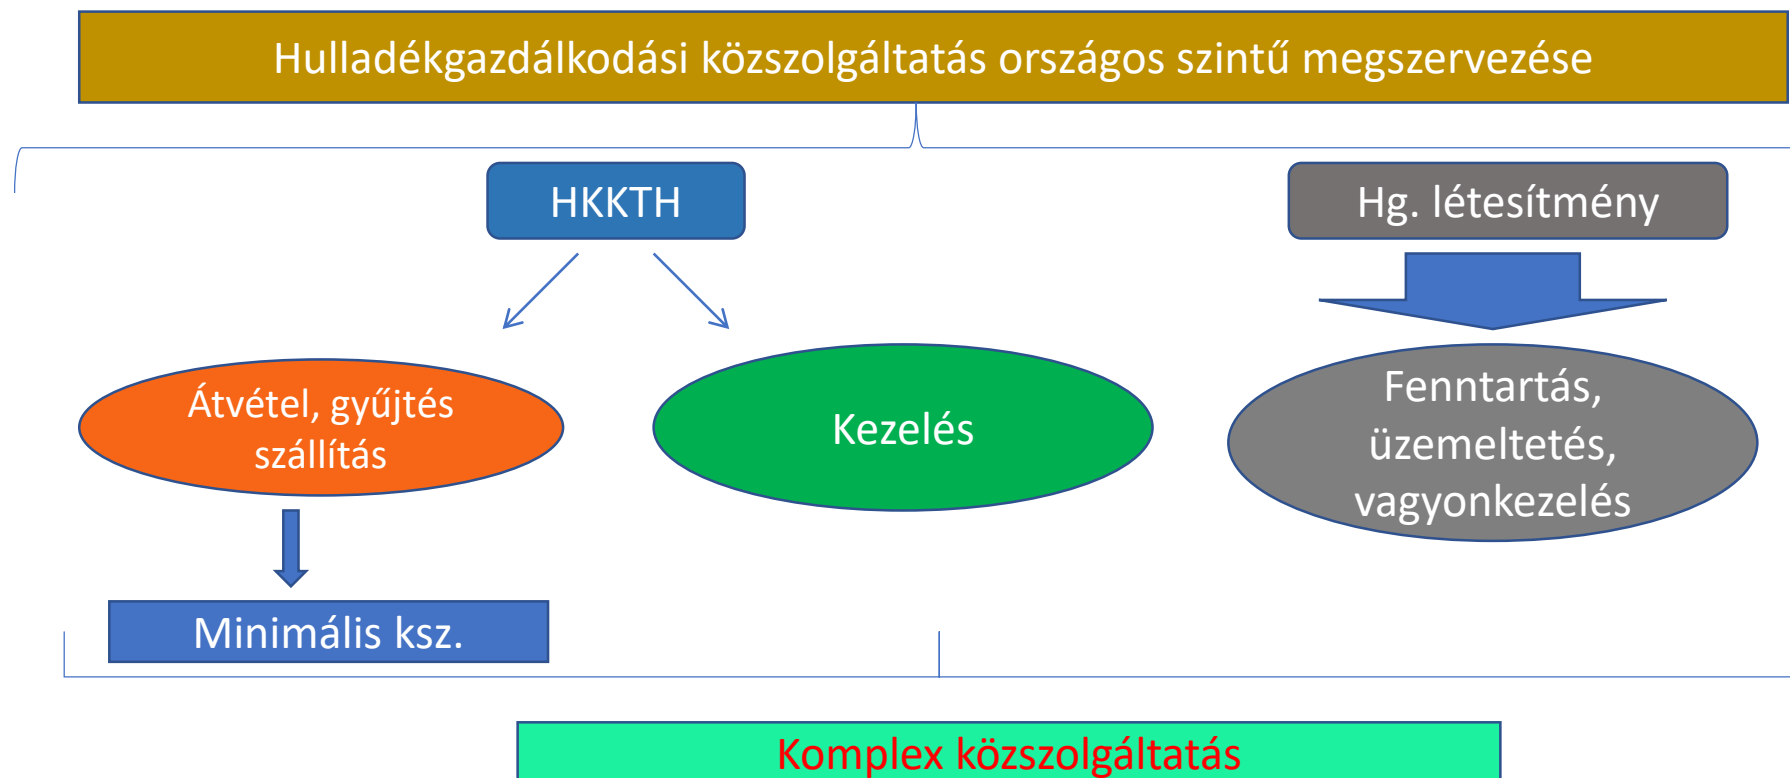 Hulladékgazdálkodási közszolgáltatás országos szintű megszervezése
HKKTH
Hg. létesítmény
Átvétel, gyűjtés
szállítás
Kezelés
Fenntartás,
üzemeltetés,
vagyonkezelés
Minimális ksz.
Komplex közszolgáltatás